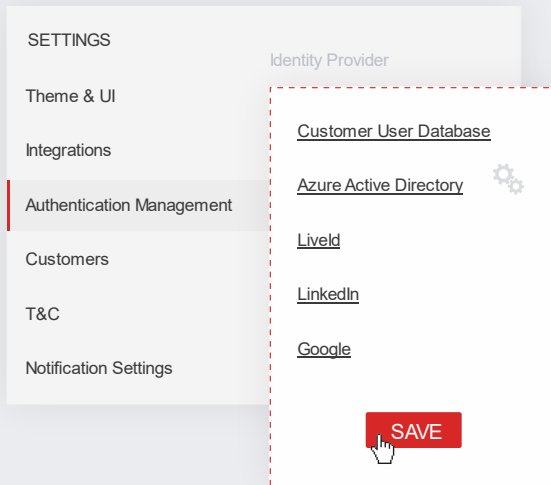 SETTINGS
Theme & UI
Integrations
Authentication Management
Customers
T&C
Notification Settings
Identity Provider
Customer User Database
Azure Active Directory
LiveId
LinkedIn
Google
SAVE